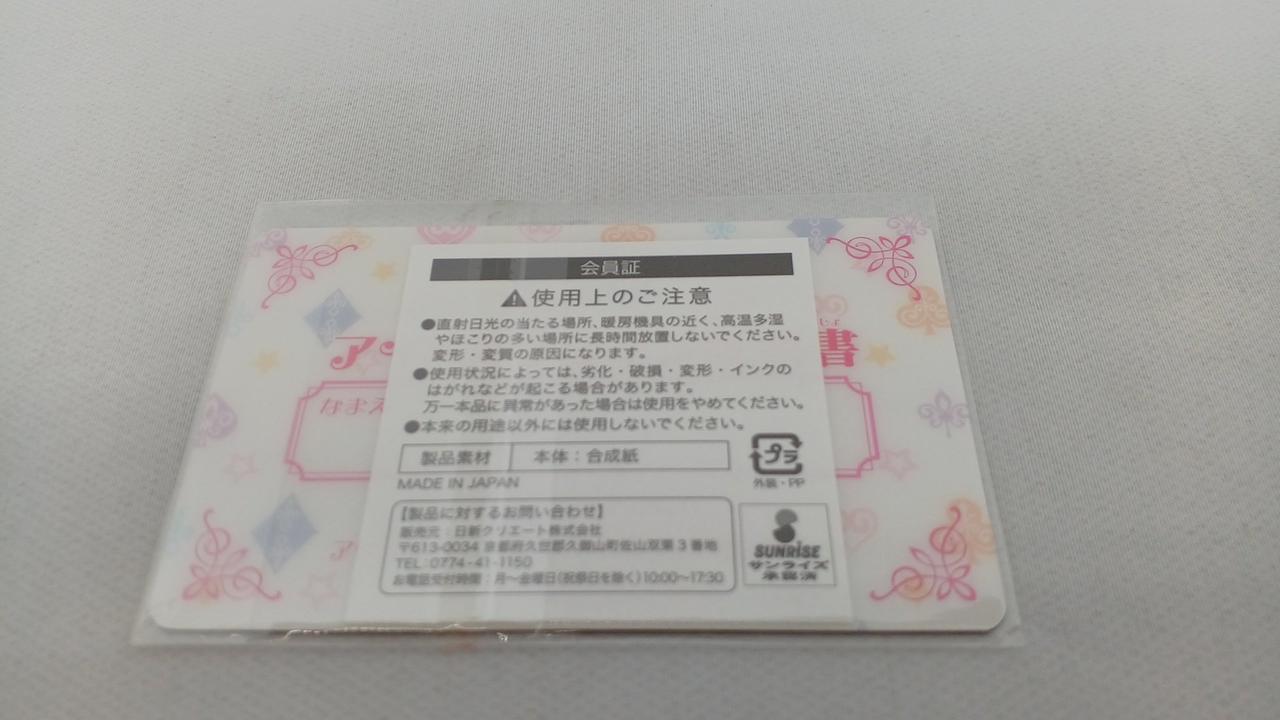 会員証
使用上のご注意
●直射日光の当たる場所、暖房機具の近く、高温多湿
やほこりの多い場所に長時間放置しないでください。
変形・変質の原因になります。
●使用状況によっては、劣化・破損・変形・インクの
はがれなどが起こる場合があります。
万一本品に異常があった場合は使用をやめてください。
●本来の用途以外には使用しないでください。
製品素材 本体:合成紙
プラ
外装・PP
MADE IN JAPAN
【製品に対するお問い合わせ】
販売元:日新クリエート株式会社
〒613-0034 京都府久世郡久御山町佐山双栗3番地
TEL:0774-41-1150
お電話受付時間:月~金曜日(祝祭日を除く)10:00~17:30
SUNRISE
サンライズ
承認済
ア
書
じょ
なまえ
ア